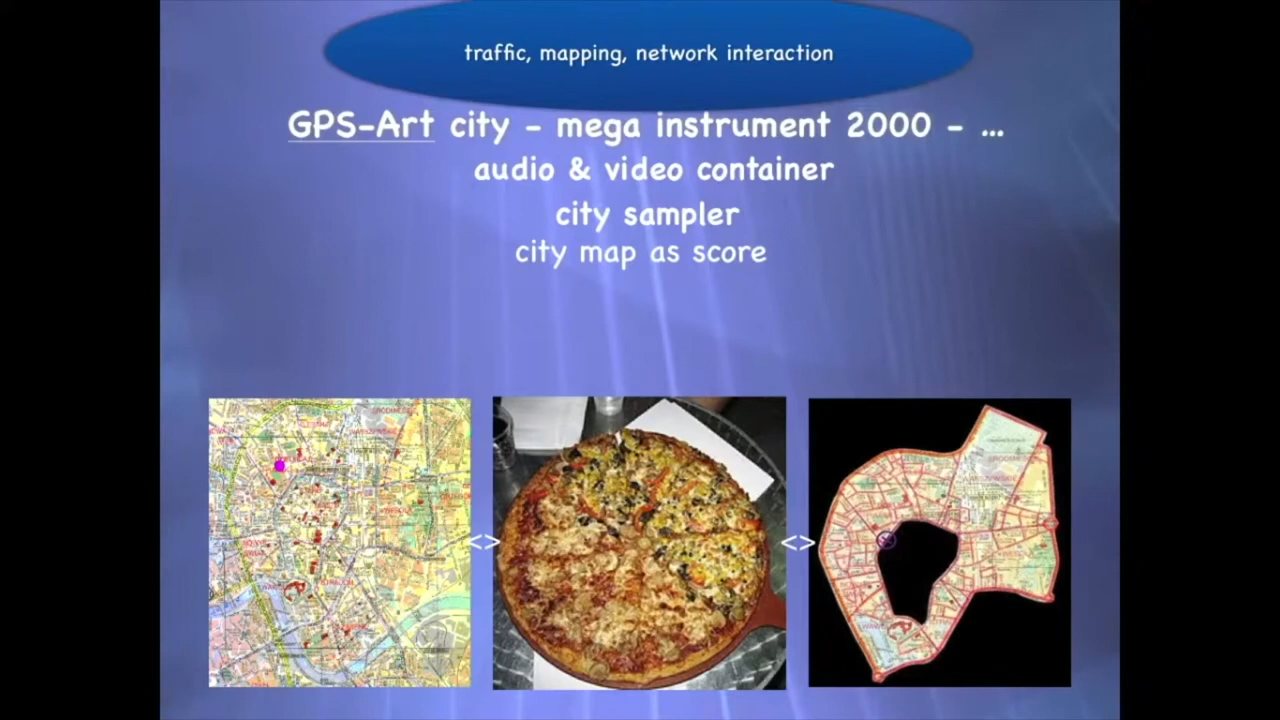 traffic, mapping, network interaction
GPS-Art city - mega instrument 2000 - ...
audio & video container
city sampler
city map as score
<>
<>